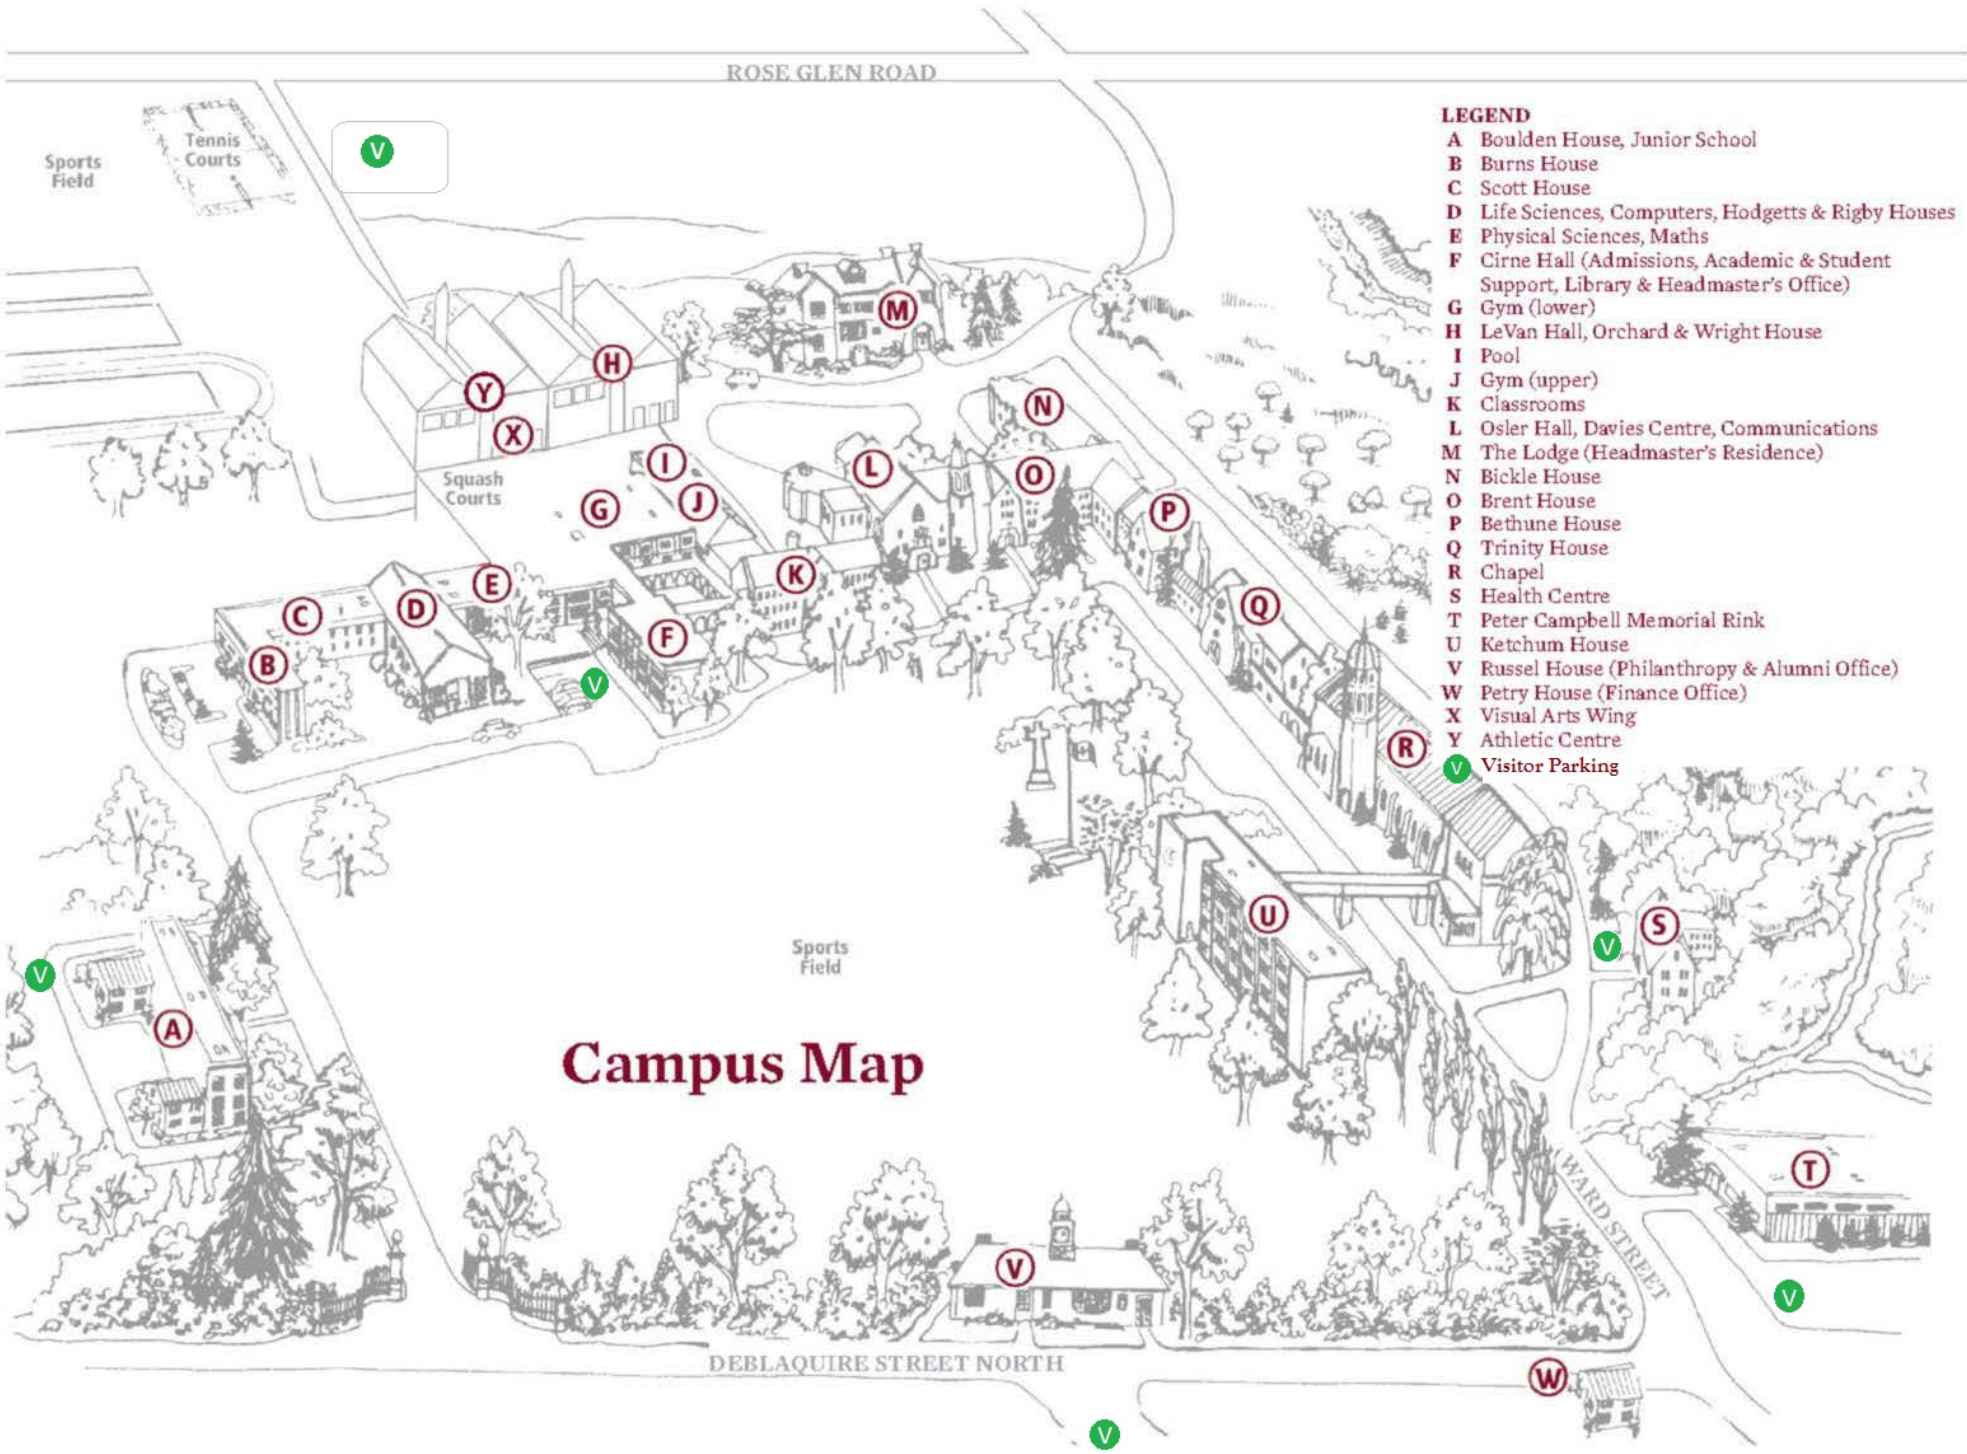 ROSE GLEN ROAD
Tennis
Courts
Sports
Field
V
LEGEND
A Boulden House, Junior School
B Burns House
C Scott House
D Life Sciences, Computers, Hodgetts & Rigby Houses
E Physical Sciences, Maths
F Cirne Hall (Admissions, Academic & Student
Support, Library & Headmaster's Office)
G Gym (lower)
H LeVan Hall, Orchard & Wright House
I Pool
J Gym (upper)
K Classrooms
L Osler Hall, Davies Centre, Communications
M The Lodge (Headmaster's Residence)
N Bickle House
O Brent House
P Bethune House
Q Trinity House
R Chapel
S Health Centre
T Peter Campbell Memorial Rink
U Ketchum House
V Russel House (Philanthropy & Alumni Office)
W Petry House (Finance Office)
X Visual Arts Wing
Y Athletic Centre
V Visitor Parking
M
H
Y
X
N
I
L
O
Squash
Courts
G
J
P
E
K
C
D
Q
F
B
V
R
U
S
V
Sports
Field
V
A
Campus Map
T
WARD STREET
V
V
DEBLAQUIRE STREET NORTH
W
V